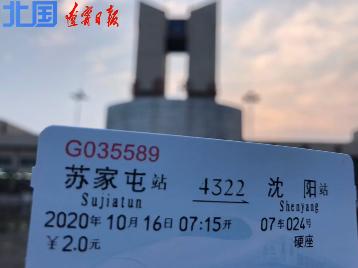 北国 辽宁日报
G035589
苏家屯站 4322 沈阳站
Sujiatun Shenyang
2020年10月16日07:15开 07车024号
¥2.0元 硬座